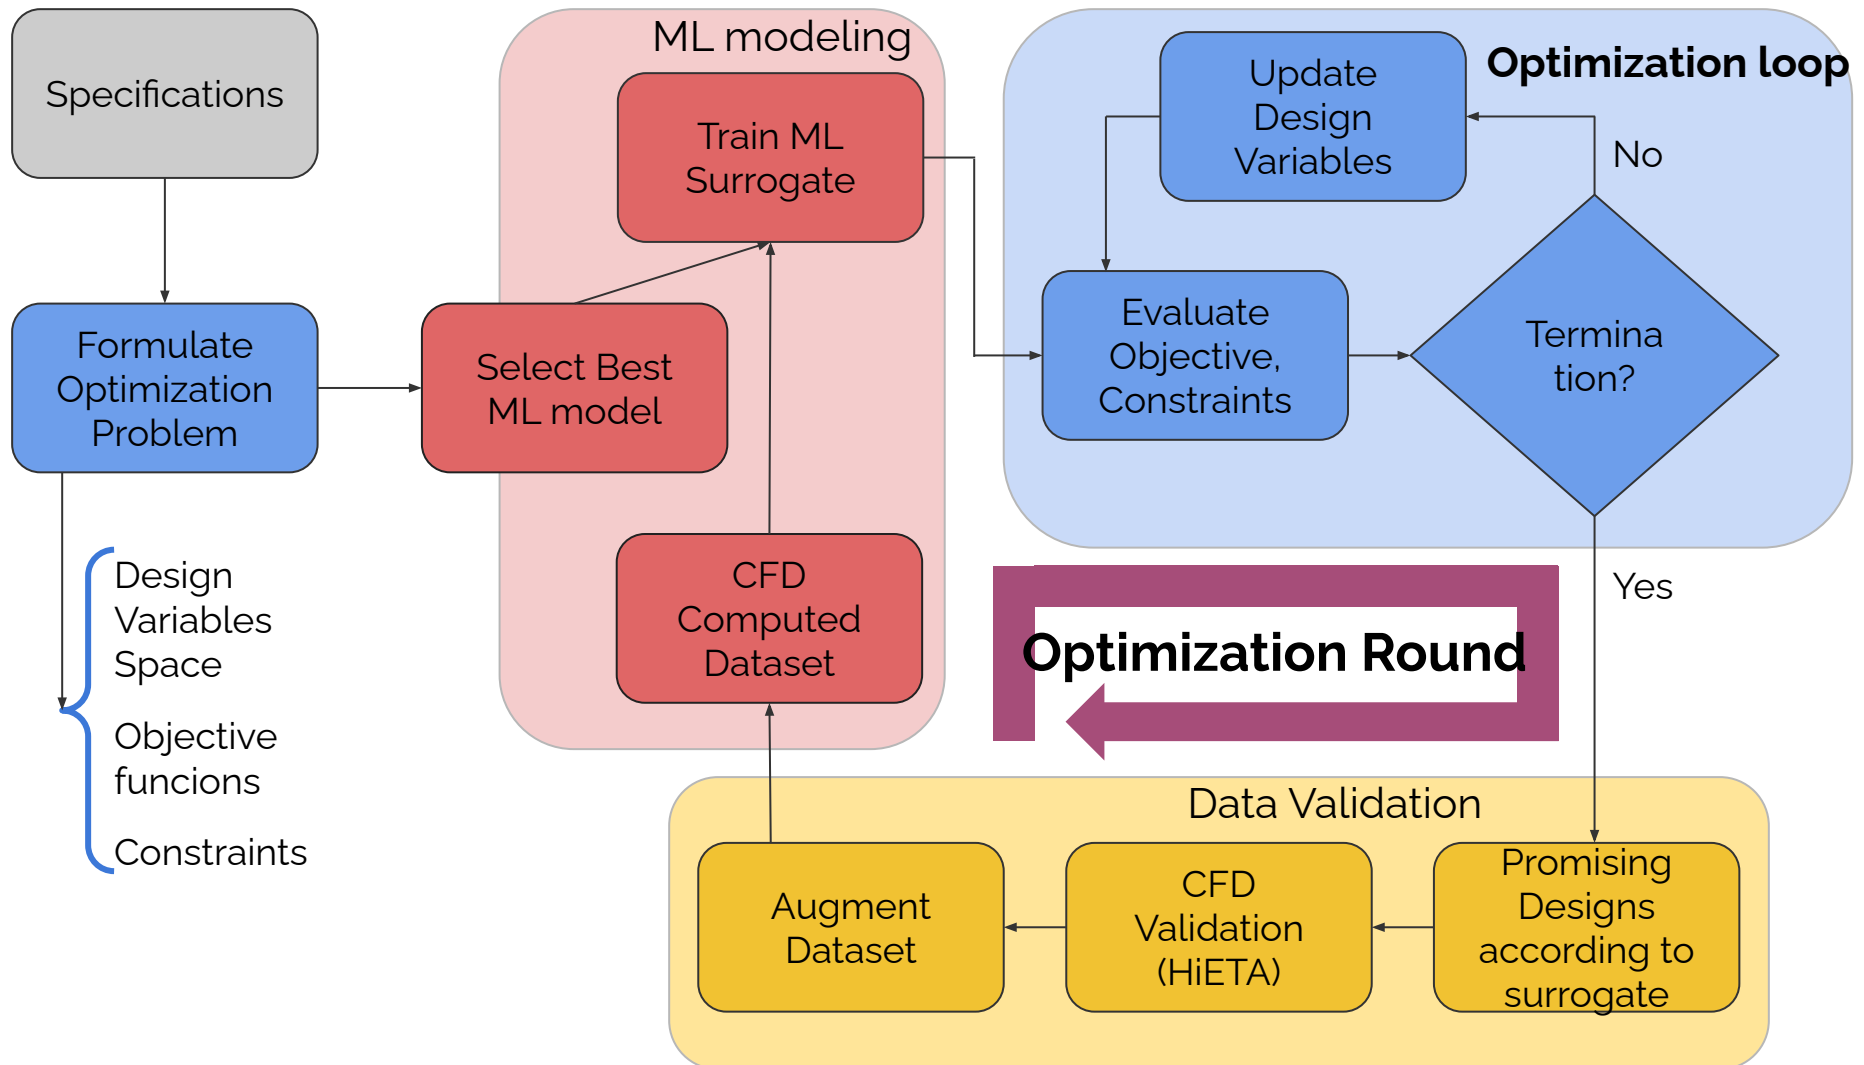 Specifications
Formulate
Optimization
Problem
Design
Variables
Space
Objective
funcions
Constraints
ML modeling
Train ML
Surrogate
Select Best
ML model
CFD
Computed
Dataset
Optimization loop
Update
Design
Variables
No
Evaluate
Objective,
Constraints
Termina
tion?
Yes
Optimization Round
Data Validation
Promising
Designs
according to
surrogate
CFD
Validation
(HiETA)
Augment
Dataset